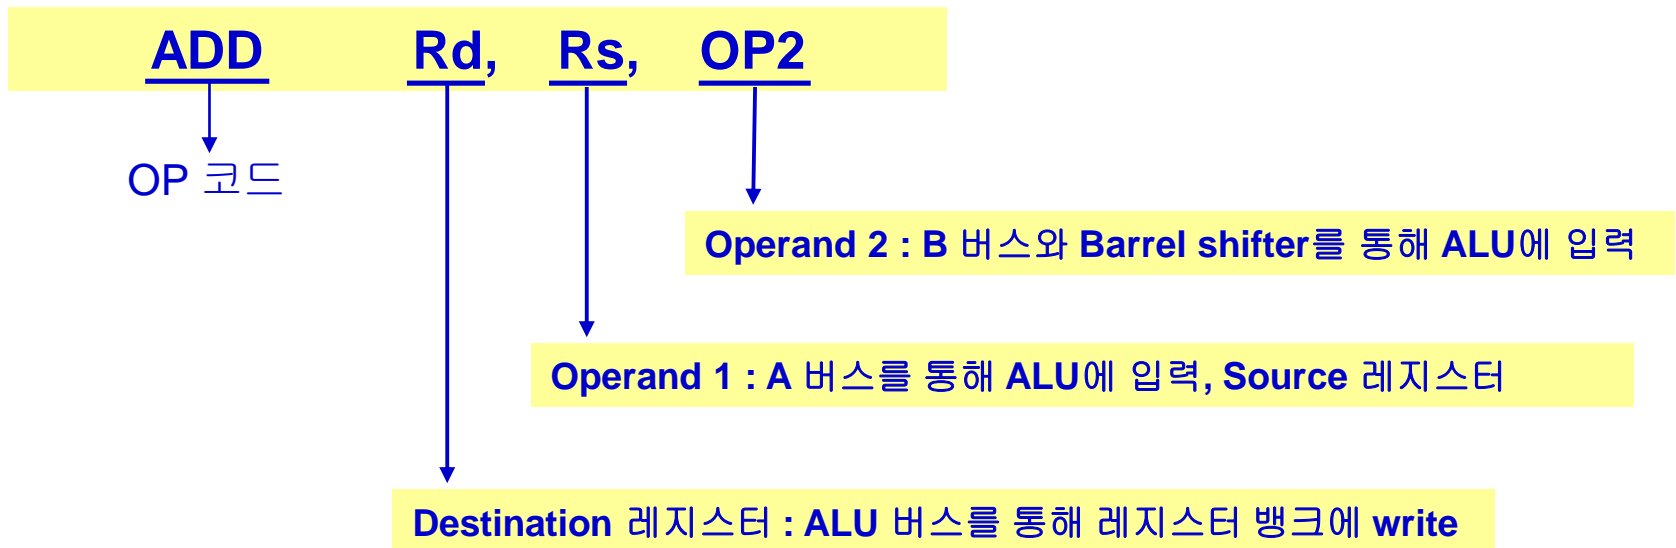 ADD Rd, Rs, OP2
OP 코드
Operand 2 : B 버스와 Barrel shifter를 통해 ALU에 입력
Operand 1 : A 버스를 통해 ALU에 입력, Source 레지스터
Destination 레지스터 : ALU 버스를 통해 레지스터 뱅크에 write